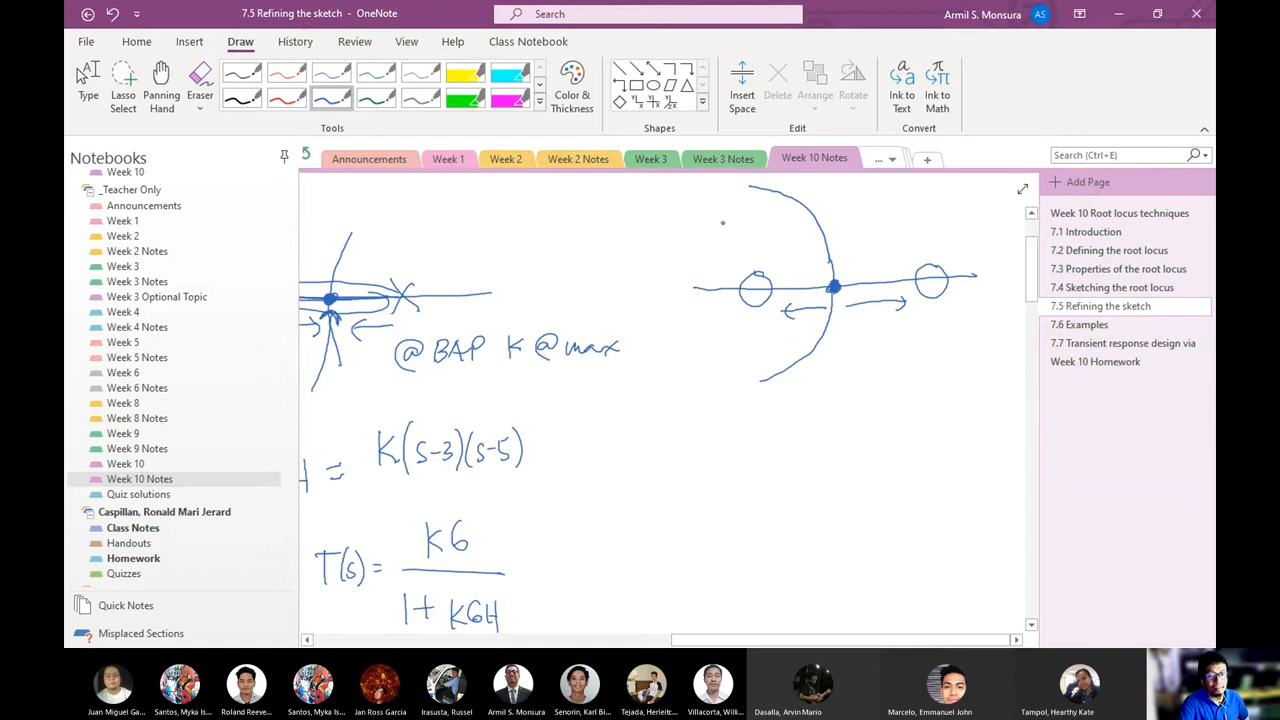 7.5 Refining the sketch - OneNote
Search
Armil S. Monsura
AS
File
Home
Insert
Draw
History
Review
View
Help
Class Notebook
Type
Lasso Select
Panning Hand
Eraser
Color & Thickness
Insert Space
Delete
Arrange
Rotate
Ink to Text
Ink to Math
Tools
Shapes
Edit
Convert
Notebooks
Announcements
Week 1
Week 2
Week 2 Notes
Week 3
Week 3 Notes
Week 10 Notes
...
Search (Ctrl+E)
Week 10
_Teacher Only
Announcements
Week 1
Week 2
Week 2 Notes
Week 3
Week 3 Notes
Week 3 Optional Topic
Week 4
Week 4 Notes
Week 5
Week 5 Notes
Week 6
Week 6 Notes
Week 8
Week 8 Notes
Week 9
Week 9 Notes
Week 10
Week 10 Notes
Quiz solutions
Caspillan, Ronald Mari Jerard
Class Notes
Handouts
Homework
Quizzes
Quick Notes
Misplaced Sections
@ BAP K @ max
H = K(s-3)(s-5)
T(s) = KG
1 + KGH
Add Page
Week 10 Root locus techniques
7.1 Introduction
7.2 Defining the root locus
7.3 Properties of the root locus
7.4 Sketching the root locus
7.5 Refining the sketch
7.6 Examples
7.7 Transient response design via
Week 10 Homework
Juan Miguel Ga...
Santos, Myka Is...
Roland Reeve...
Santos, Myka Is...
Jan Ross Garcia
Irasusta, Russel
Armil S. Monsura
Senorin, Karl Bi...
Tejada, Herleitc...
Villacorta, Willi...
Dasalla, Arvin Mario
Marcelo, Emmanuel John
Tampol, Hearthy Kate